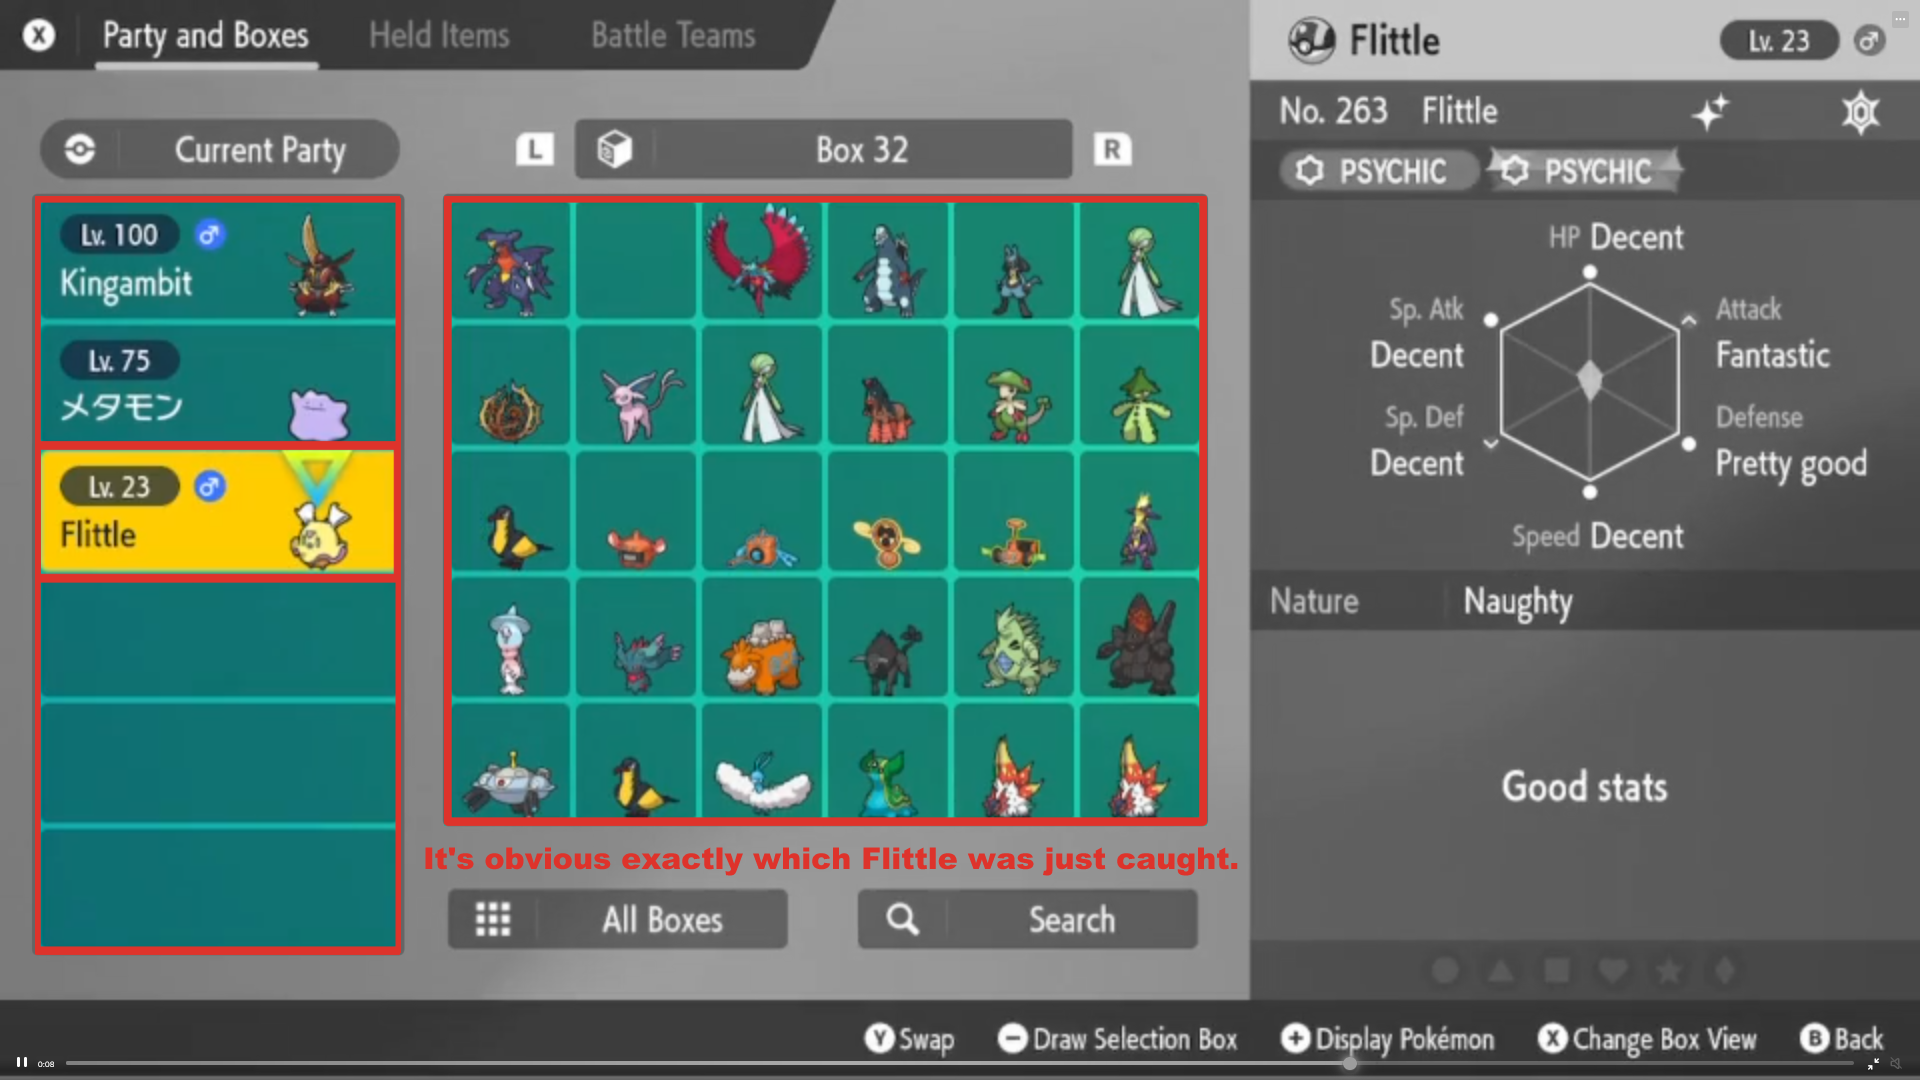 X Party and Boxes Held Items Battle Teams
Flittle Lv. 23
No. 263 Flittle
Current Party
L Box 32 R
PSYCHIC PSYCHIC
Lv. 100
Kingambit
Lv. 75
メタモン
Lv. 23
Flittle
HP Decent
Sp. Atk
Decent
Attack
Fantastic
Sp. Def
Decent
Defense
Pretty good
Speed Decent
Nature Naughty
Good stats
It's obvious exactly which Flittle was just caught.
All Boxes Search
Y Swap Draw Selection Box Display Pokémon X Change Box View B Back
0:08